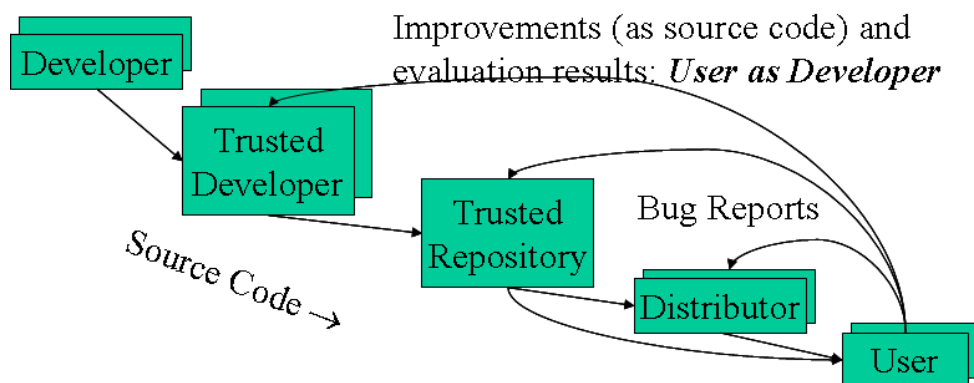 Improvements (as source code) and
evaluation results: User as Developer
Developer
Trusted
Developer
Trusted
Repository
Bug Reports
Source Code →
Distributor
User